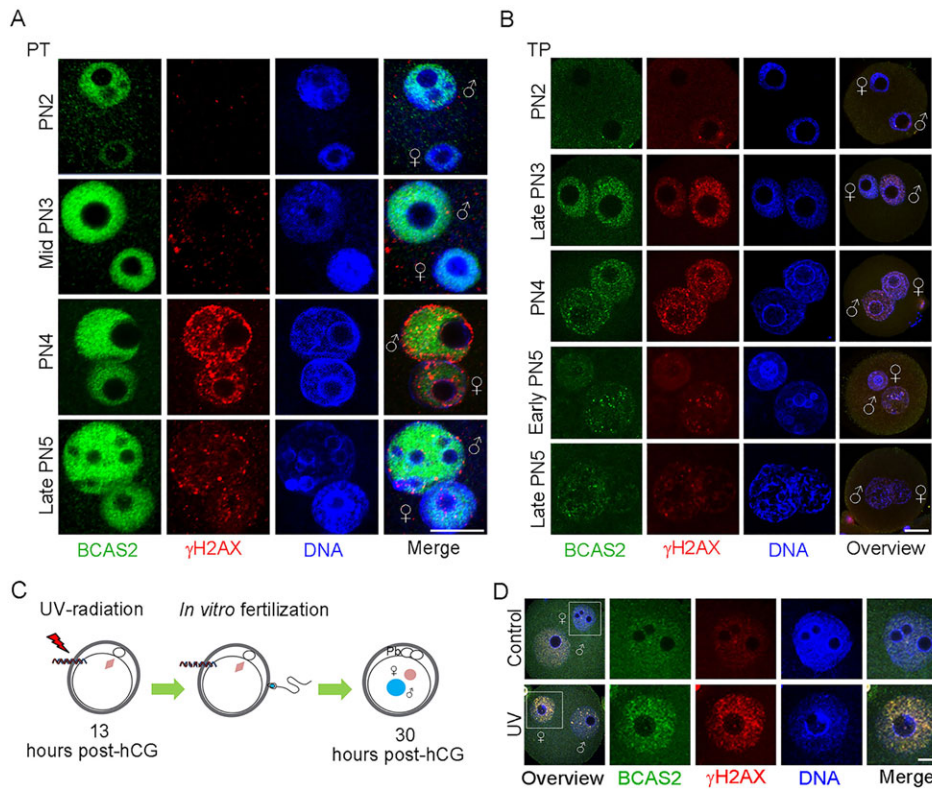 A
PT
PN2
♂
♀
Mid PN3
♂
♀
PN4
♂
♀
Late PN5
♂
♀
BCAS2 γH2AX DNA Merge
B
TP
PN2
♀
♂
Late PN3
♀ ♂
PN4
♀
♂
Early PN5
♀
♂
Late PN5
♂ ♀
BCAS2 γH2AX DNA Overview
C
UV-radiation
In vitro fertilization
Pb
♀
♂
13
hours post-hCG
30
hours post-hCG
D
Control
♀
♂
UV
♀ ♂
Overview BCAS2 γH2AX DNA Merge